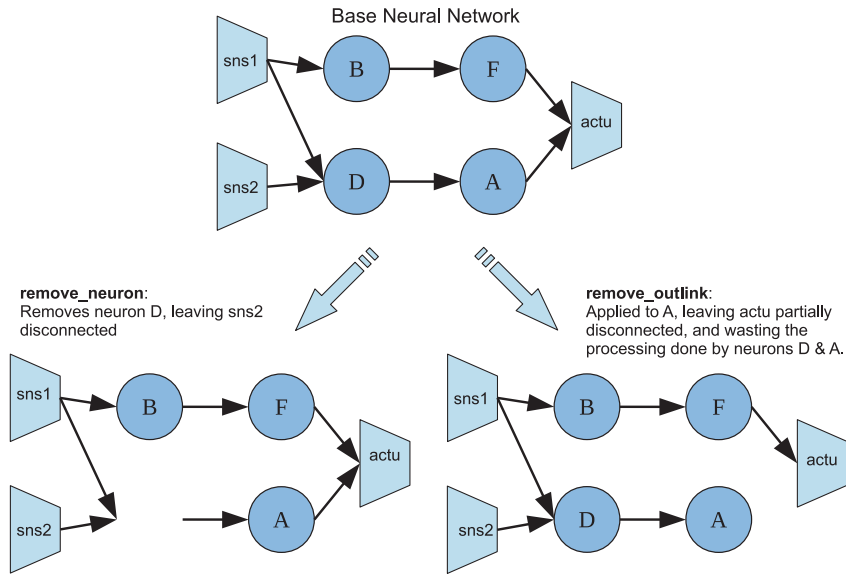 Base Neural Network
sns1
B
F
actu
sns2
D
A
remove_neuron:
Removes neuron D, leaving sns2
disconnected
remove_outlink:
Applied to A, leaving actu partially
disconnected, and wasting the
processing done by neurons D & A.
sns1
B
F
actu
sns2
A
sns1
B
F
actu
sns2
D
A